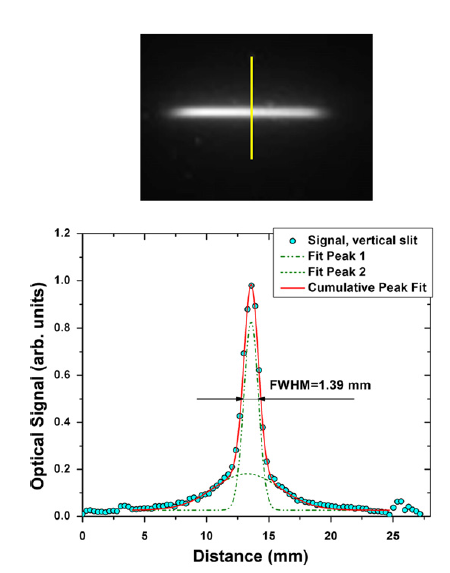 1.2
1.0
0.8
0.6
0.4
0.2
0.0
Optical Signal (arb. units)
Signal, vertical slit
Fit Peak 1
Fit Peak 2
Cumulative Peak Fit
FWHM=1.39 mm
0 5 10 15 20 25
Distance (mm)